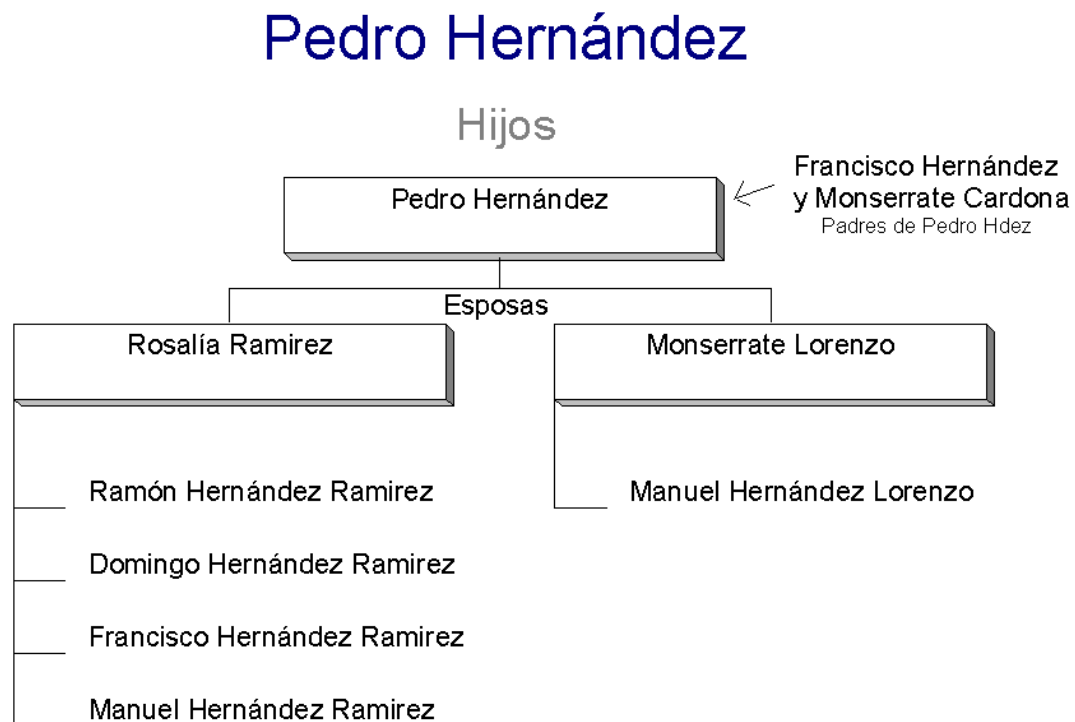 Pedro Hernández
Hijos
Pedro Hernández
Francisco Hernández
y Monserrate Cardona
Padres de Pedro Hdez
Esposas
Rosalía Ramirez
Monserrate Lorenzo
Ramón Hernández Ramirez
Manuel Hernández Lorenzo
Domingo Hernández Ramirez
Francisco Hernández Ramirez
Manuel Hernández Ramirez